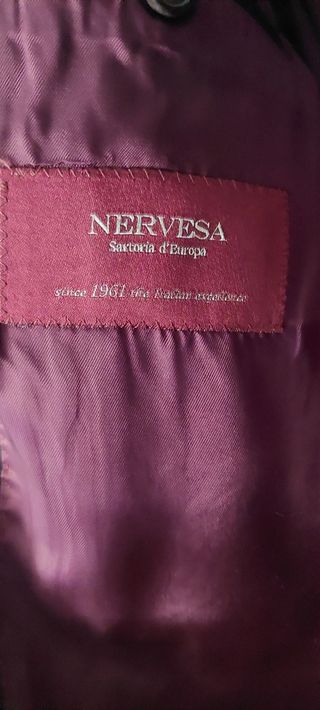 NERVESA
Sartoria d'Europa
since 1961 the Italian excellence